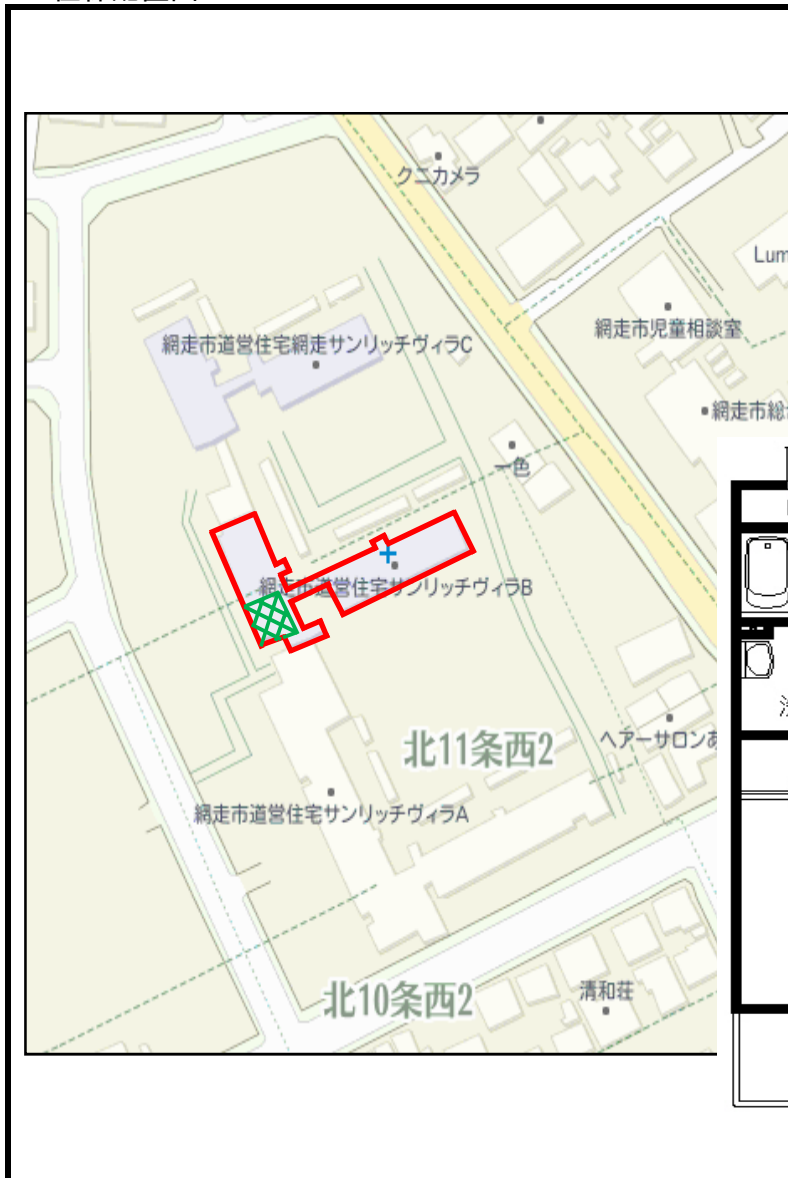 クニカメラ
Lum
網走市児童相談室
網走市道営住宅網走サンリッチヴィラC
網走市総
一色
網走市道営住宅サンリッチヴィラB
北11条西2
ヘアーサロンあ
網走市道営住宅サンリッチヴィラA
北10条西2
清和荘